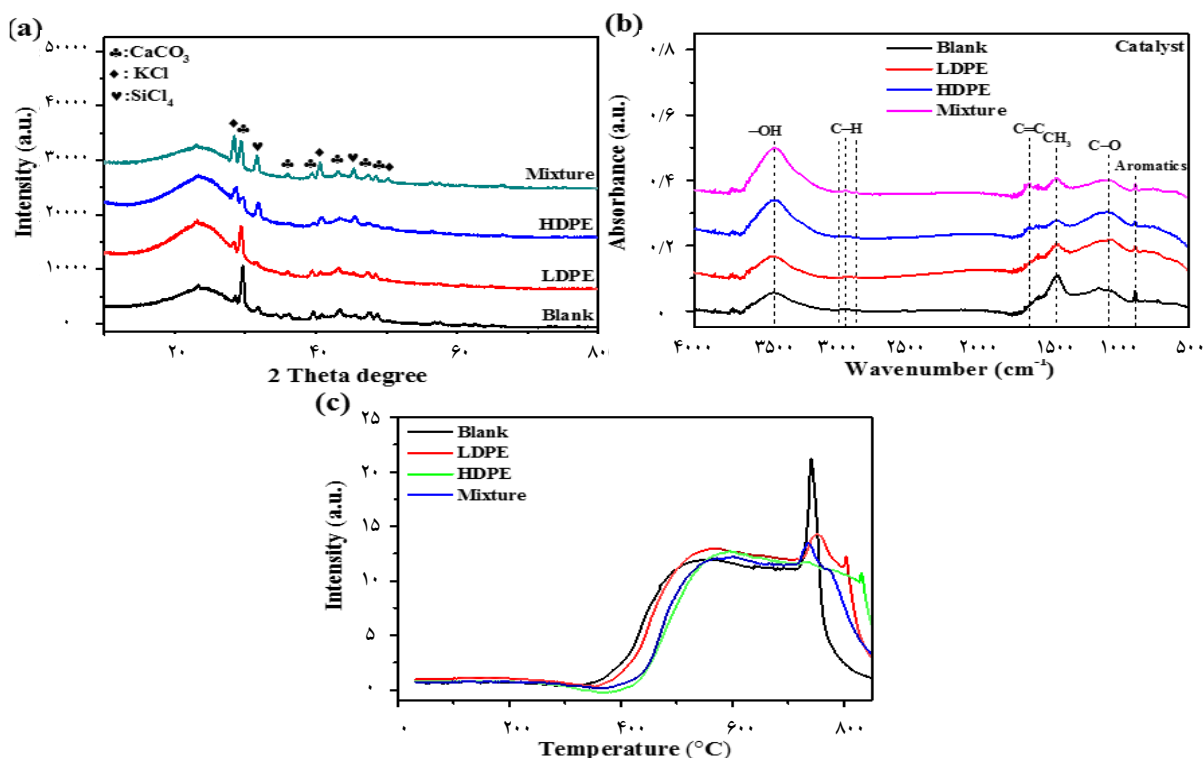 (a)
Intensity (a.u.)
۵۰۰۰۰
۴۰۰۰۰
۳۰۰۰۰
۲۰۰۰۰
۱۰۰۰۰
۰
♣:CaCO₃
♦: KCl
♥:SiCl₄
Mixture
HDPE
LDPE
Blank
۲۰ ۴۰ ۶۰ ۸۰
2 Theta degree
(b)
Absorbance (a.u.)
۰/۸
۰/۶
۰/۴
۰/۲
۰
Blank
LDPE
HDPE
Mixture
Catalyst
–OH
C–H
C=C
CH₃
C–O
Aromatics
۴۰۰۰ ۳۵۰۰ ۳۰۰۰ ۲۵۰۰ ۲۰۰۰ ۱۵۰۰ ۱۰۰۰ ۵۰۰
Wavenumber (cm⁻¹)
(c)
Intensity (a.u.)
۲۵
۲۰
۱۵
۱۰
۵
۰
Blank
LDPE
HDPE
Mixture
۰ ۲۰۰ ۴۰۰ ۶۰۰ ۸۰۰
Temperature (°C)